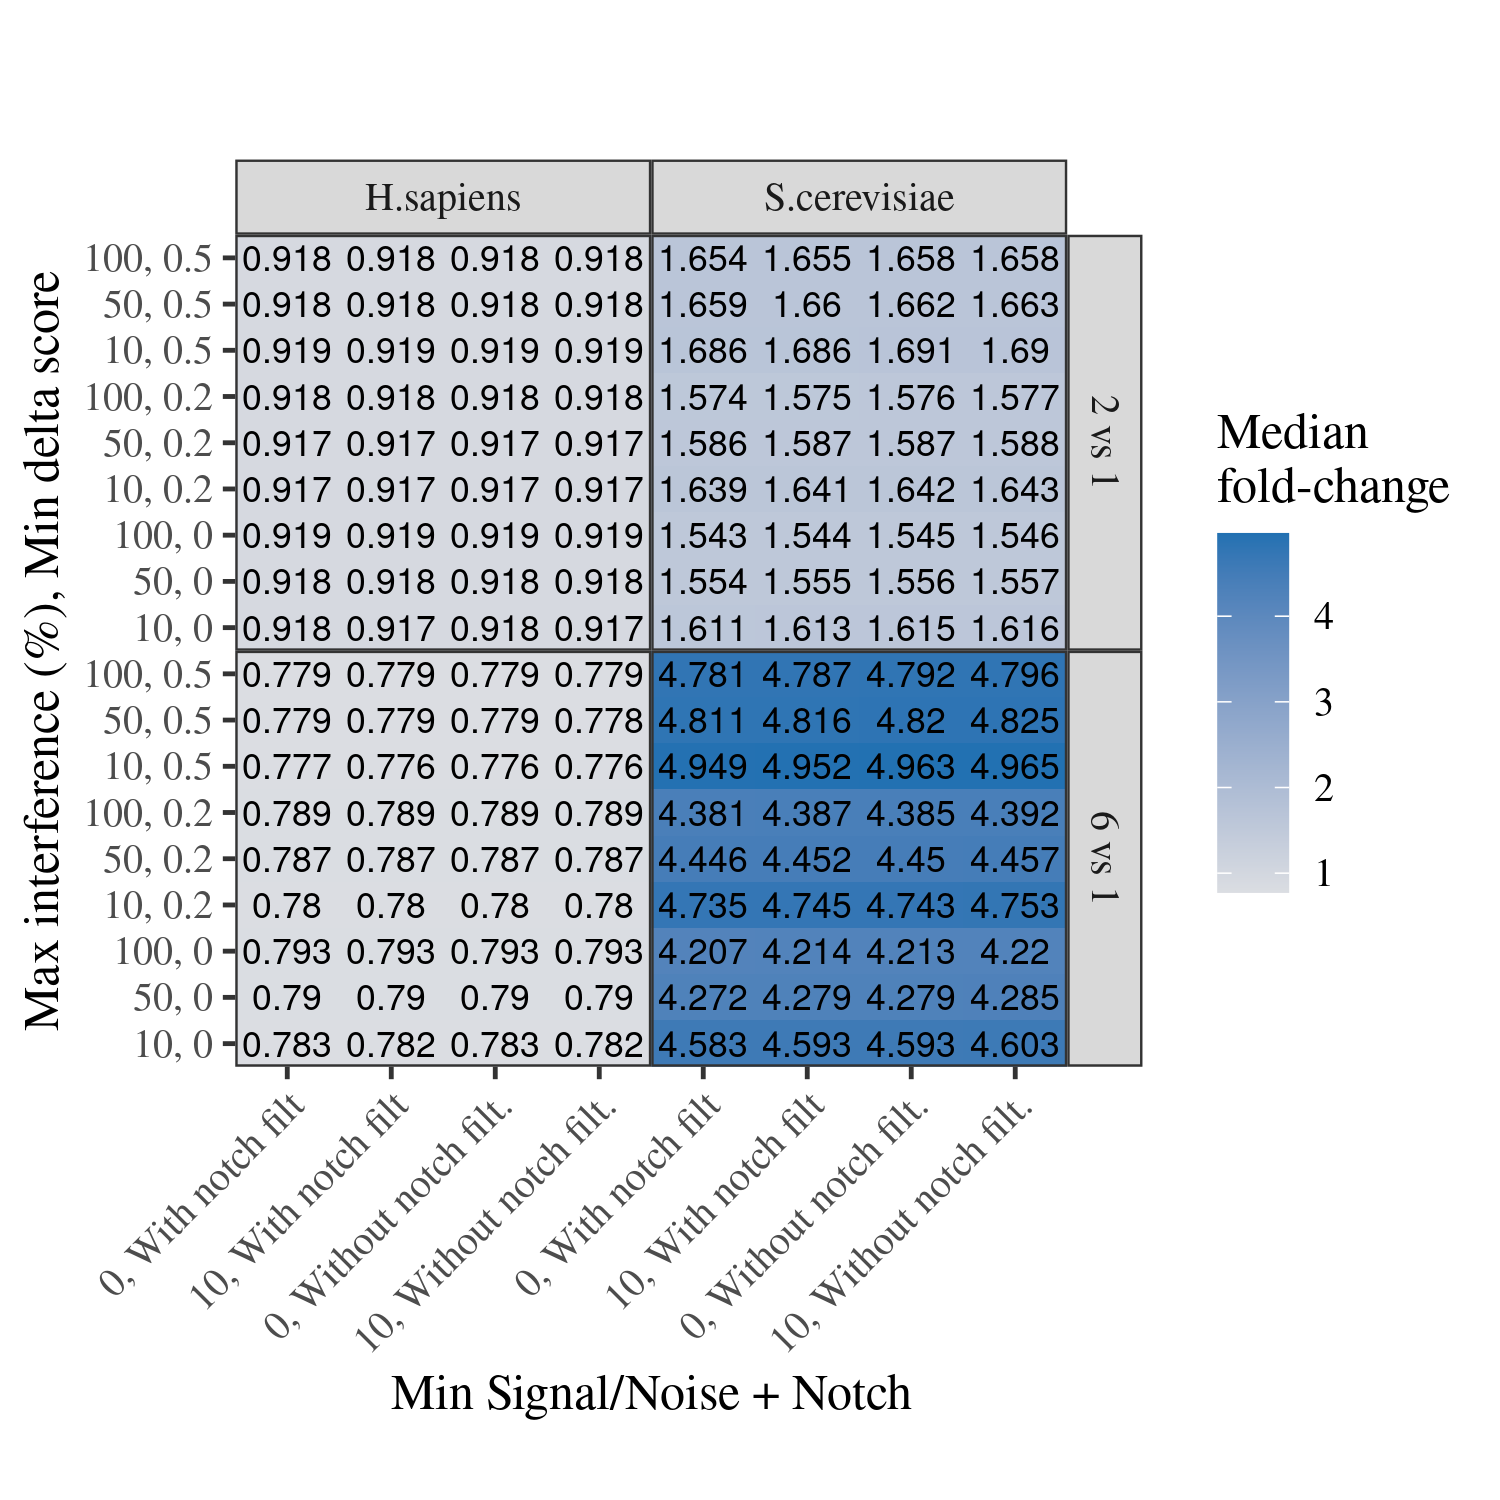 H.sapiens S.cerevisiae
100, 0.5 0.918 0.918 0.918 0.918 1.654 1.655 1.658 1.658
50, 0.5 0.918 0.918 0.918 0.918 1.659 1.66 1.662 1.663
10, 0.5 0.919 0.919 0.919 0.919 1.686 1.686 1.691 1.69
100, 0.2 0.918 0.918 0.918 0.918 1.574 1.575 1.576 1.577
50, 0.2 0.917 0.917 0.917 0.917 1.586 1.587 1.587 1.588
10, 0.2 0.917 0.917 0.917 0.917 1.639 1.641 1.642 1.643
100, 0 0.919 0.919 0.919 0.919 1.543 1.544 1.545 1.546
50, 0 0.918 0.918 0.918 0.918 1.554 1.555 1.556 1.557
10, 0 0.918 0.917 0.918 0.917 1.611 1.613 1.615 1.616
2 vs 1
100, 0.5 0.779 0.779 0.779 0.779 4.781 4.787 4.792 4.796
50, 0.5 0.779 0.779 0.779 0.778 4.811 4.816 4.82 4.825
10, 0.5 0.777 0.776 0.776 0.776 4.949 4.952 4.963 4.965
100, 0.2 0.789 0.789 0.789 0.789 4.381 4.387 4.385 4.392
50, 0.2 0.787 0.787 0.787 0.787 4.446 4.452 4.45 4.457
10, 0.2 0.78 0.78 0.78 0.78 4.735 4.745 4.743 4.753
100, 0 0.793 0.793 0.793 0.793 4.207 4.214 4.213 4.22
50, 0 0.79 0.79 0.79 0.79 4.272 4.279 4.279 4.285
10, 0 0.783 0.782 0.783 0.782 4.583 4.593 4.593 4.603
6 vs 1
Max interference (%), Min delta score
0, With notch filt
10, With notch filt
0, Without notch filt.
10, Without notch filt.
0, With notch filt
10, With notch filt
0, Without notch filt.
10, Without notch filt.
Min Signal/Noise + Notch
Median
fold-change
4
3
2
1